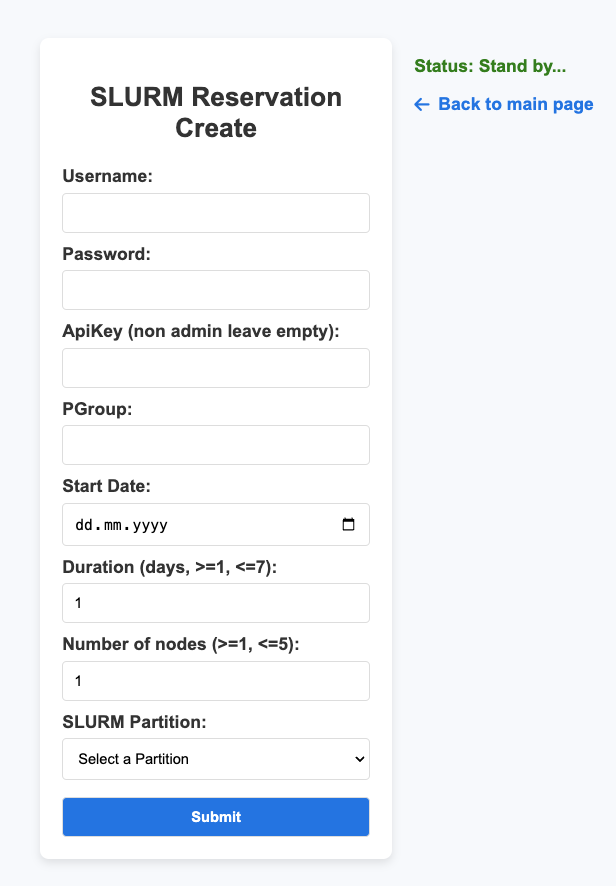 SLURM Reservation
Create
Username:
Password:
ApiKey (non admin leave empty):
PGroup:
Start Date:
dd.mm.yyyy
Duration (days, >=1, <=7):
1
Number of nodes (>=1, <=5):
1
SLURM Partition:
Select a Partition
Submit
Status: Stand by...
← Back to main page